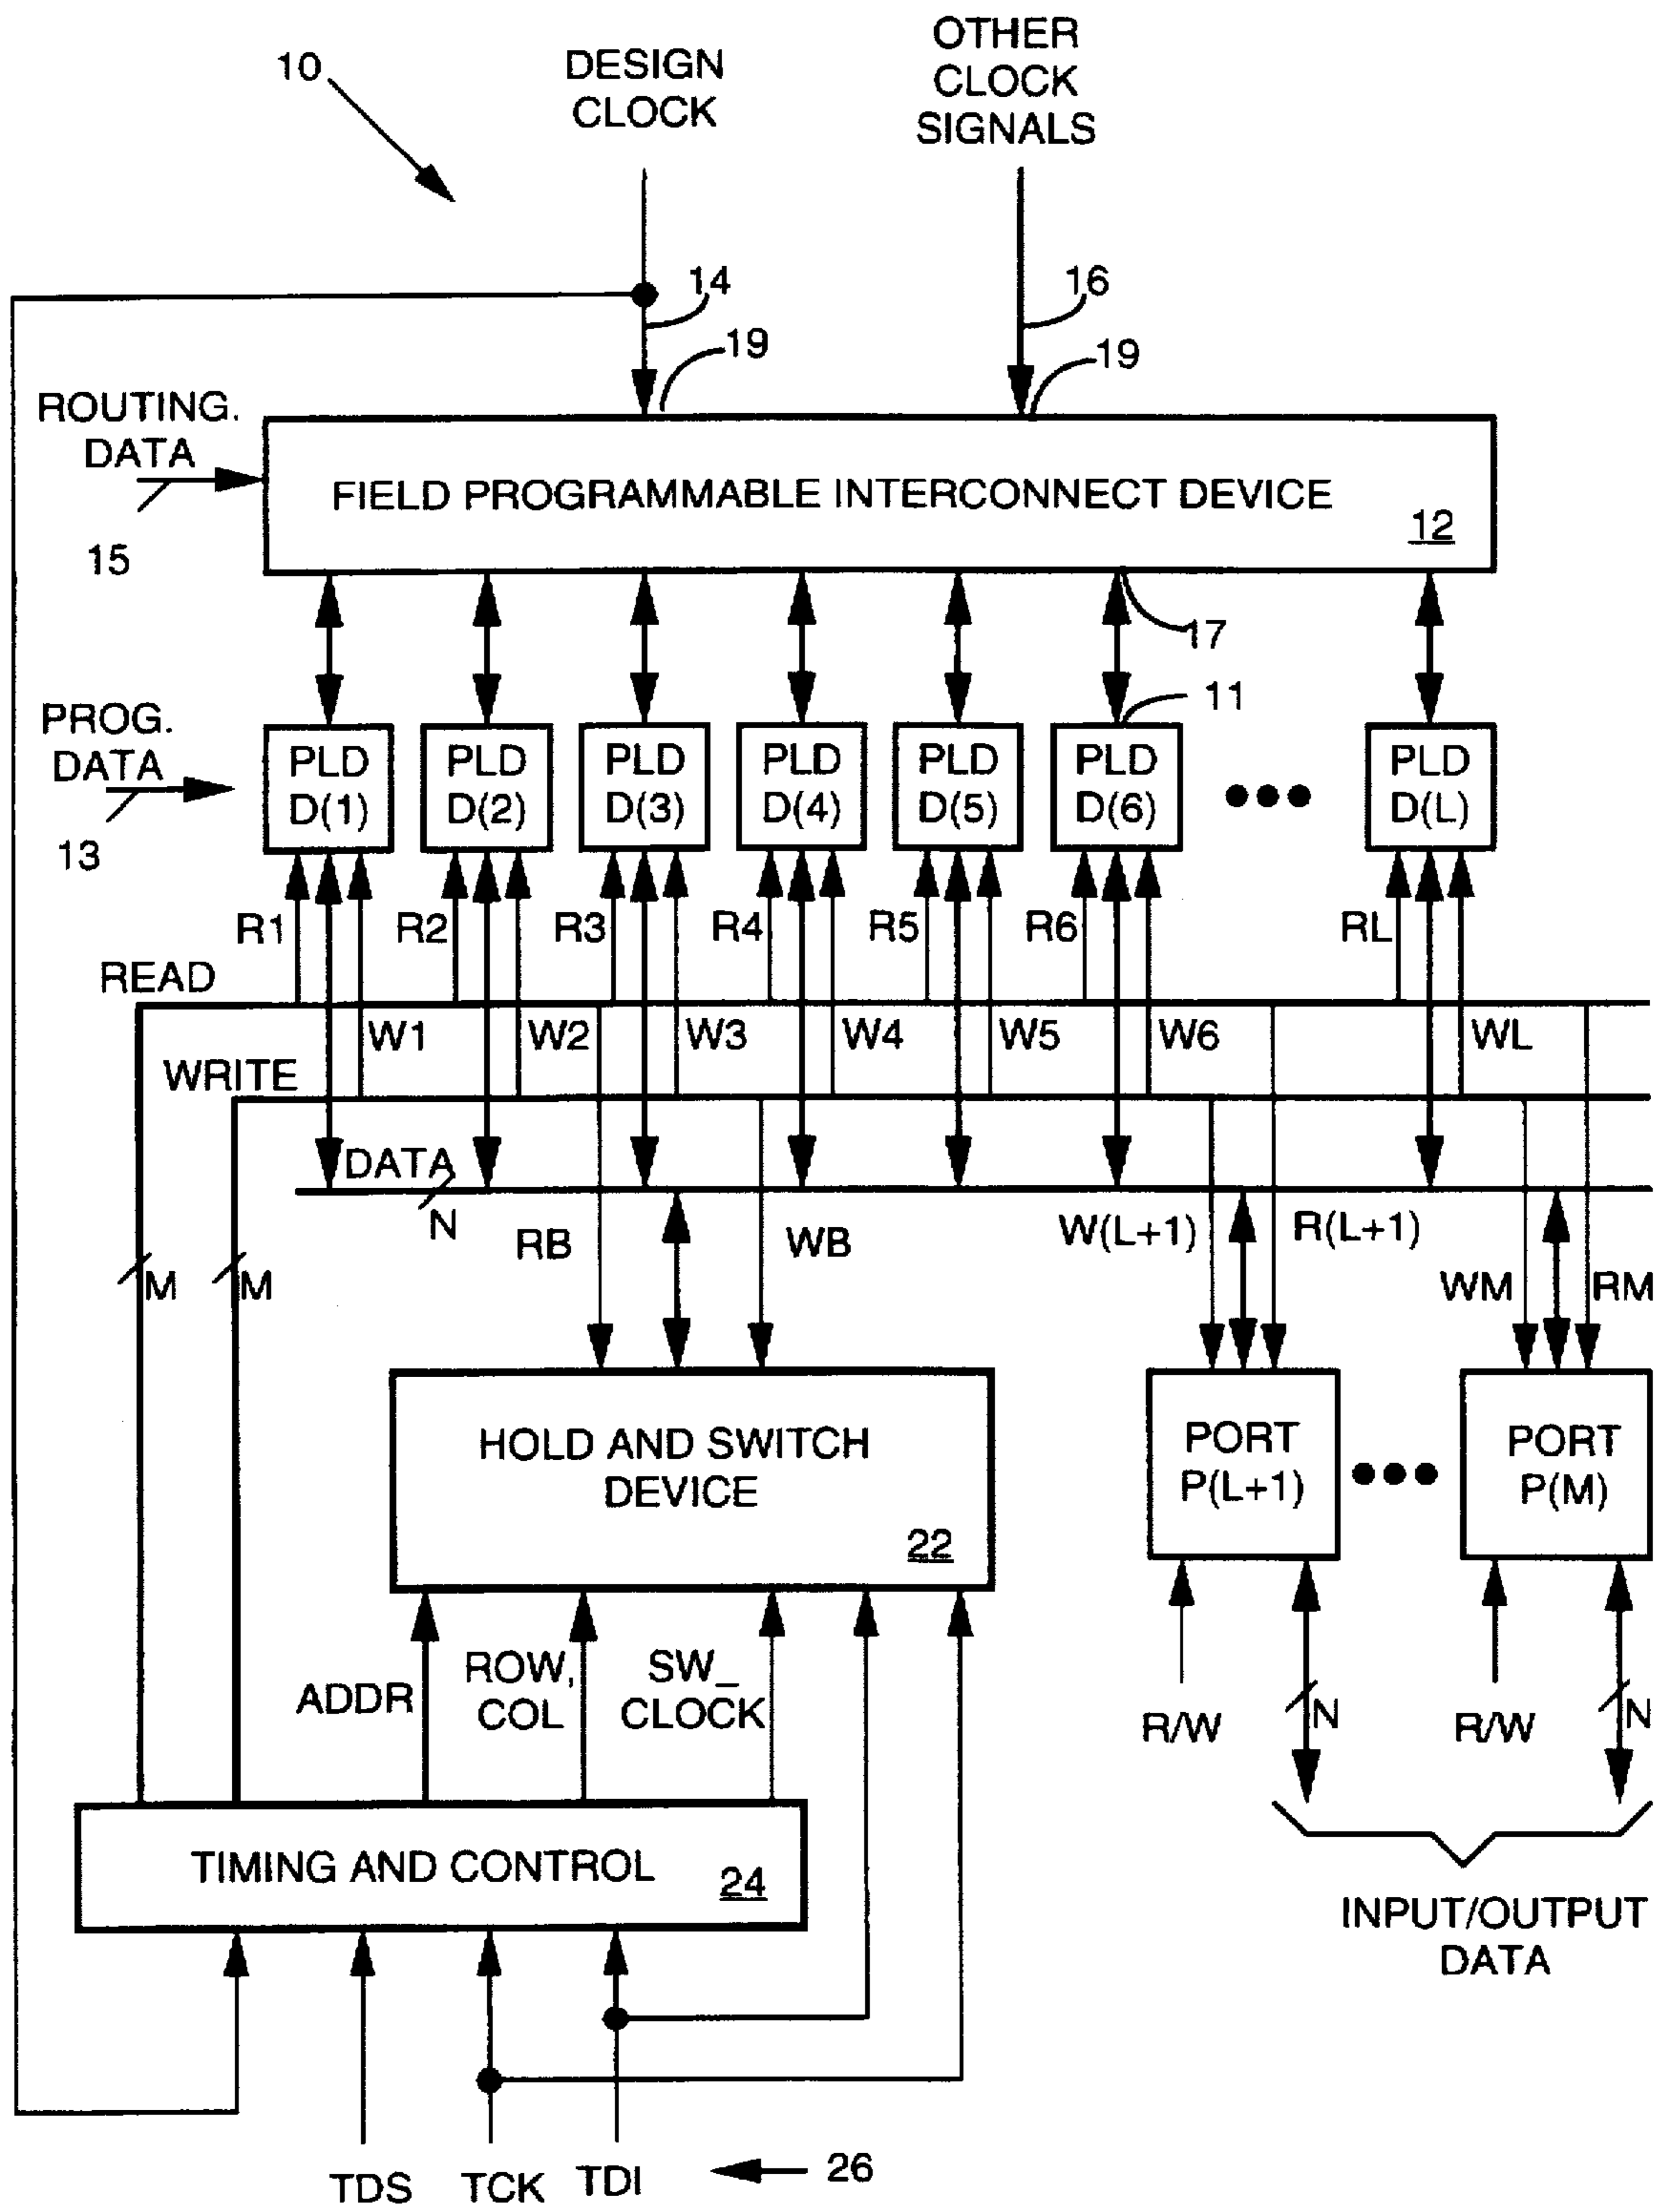 10
DESIGN
CLOCK
OTHER
CLOCK
SIGNALS
14
16
19
19
ROUTING.
DATA
15
FIELD PROGRAMMABLE INTERCONNECT DEVICE
12
17
11
PROG.
DATA
13
PLD
D(1)
PLD
D(2)
PLD
D(3)
PLD
D(4)
PLD
D(5)
PLD
D(6)
PLD
D(L)
R1
R2
R3
R4
R5
R6
RL
READ
W1
W2
W3
W4
W5
W6
WL
WRITE
DATA
N
RB
WB
W(L+1)
R(L+1)
M
M
WM
RM
HOLD AND SWITCH
DEVICE
22
PORT
P(L+1)
PORT
P(M)
ADDR
ROW,
COL
SW_
CLOCK
R/W
N
R/W
N
TIMING AND CONTROL
24
INPUT/OUTPUT
DATA
TDS
TCK
TDI
26